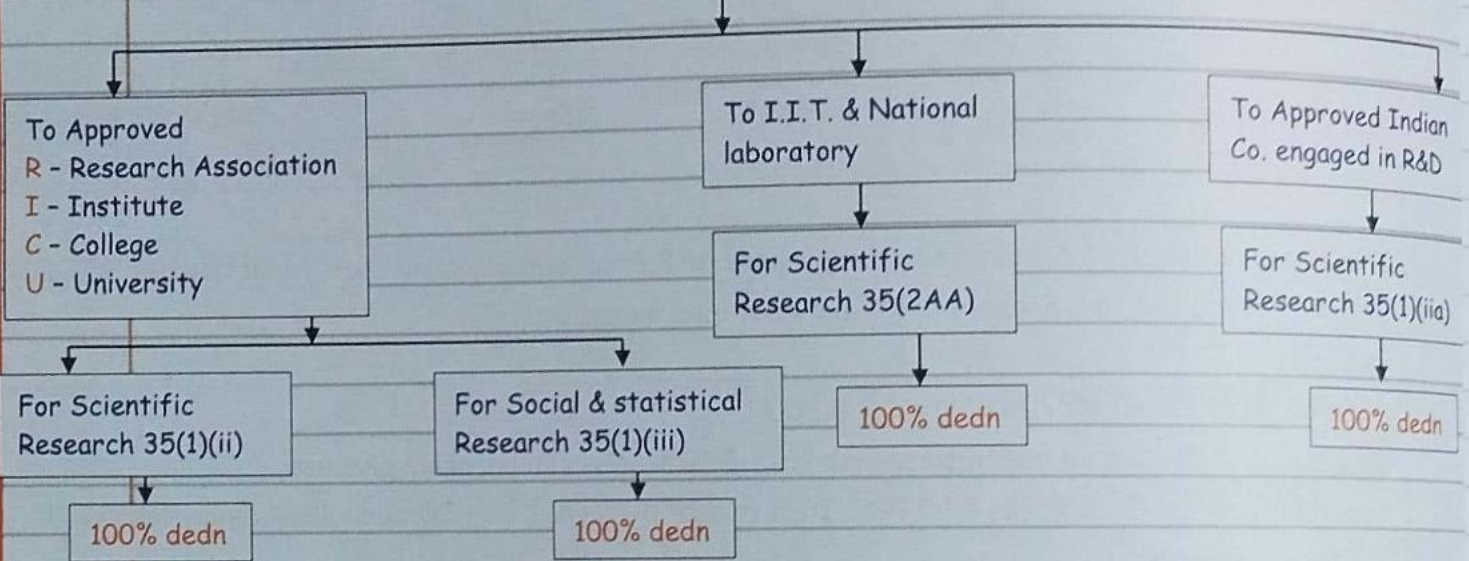 To Approved
R - Research Association
I - Institute
C - College
U - University
To I.I.T. & National
laboratory
To Approved Indian
Co. engaged in R&D
For Scientific
Research 35(2AA)
For Scientific
Research 35(1)(iia)
For Scientific
Research 35(1)(ii)
For Social & statistical
Research 35(1)(iii)
100% dedn
100% dedn
100% dedn
100% dedn